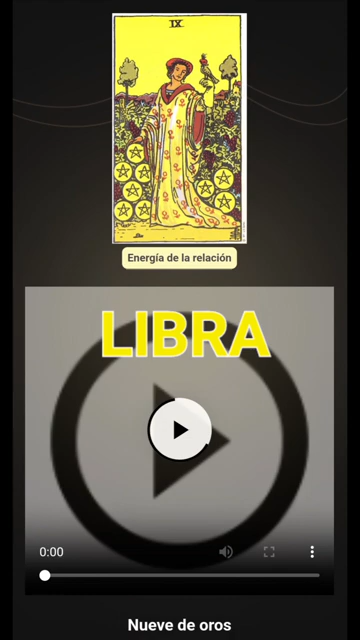 IX
Energía de la relación
LIBRA
0:00
Nueve de oros